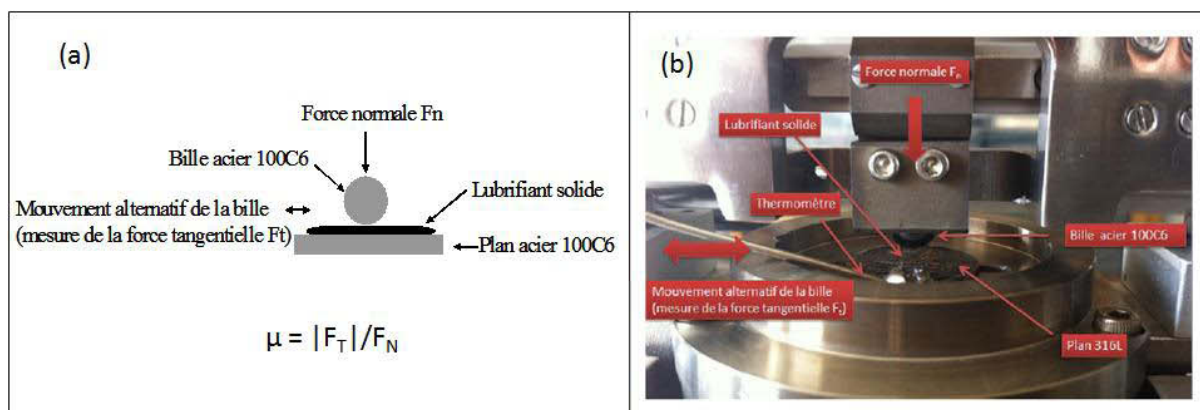 (a)
Force normale Fn
Bille acier 100C6
Lubrifiant solide
Mouvement alternatif de la bille
(mesure de la force tangentielle Ft)
Plan acier 100C6
μ = |F_T|/F_N
(b)
Force normale Fₙ
Lubrifiant solide
Thermomètre
Bille acier 100C6
Mouvement alternatif de la bille
(mesure de la force tangentielle Fₜ)
Plan 316L